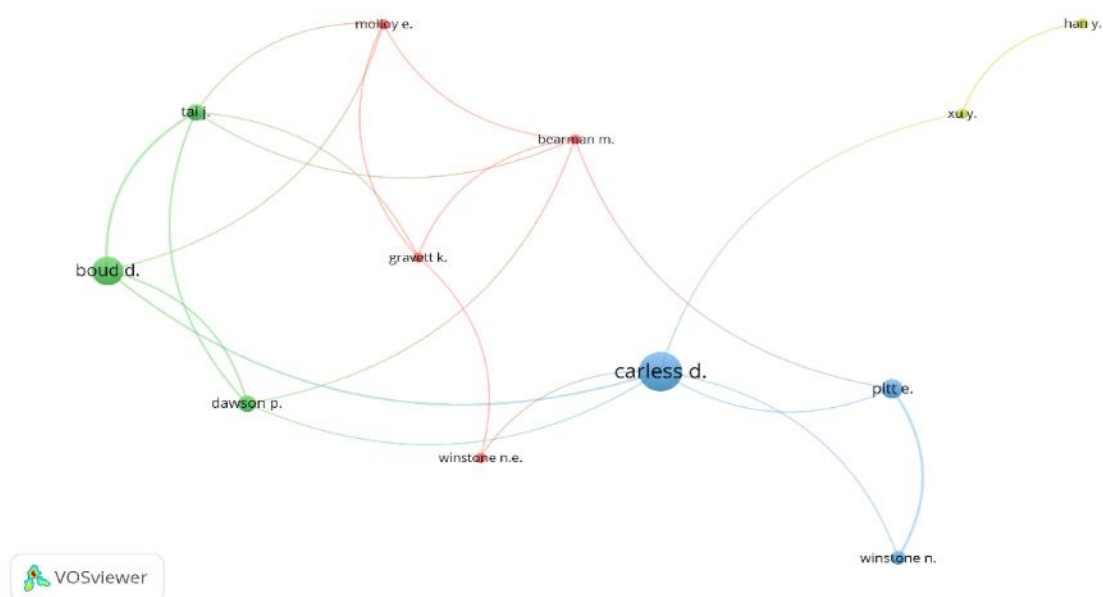 molloy e.
han y.
tai j.
xu y.
bearman m.
gravett k.
boud d.
carless d.
pitt e.
dawson p.
winstone n.e.
winstone n.
VOSviewer